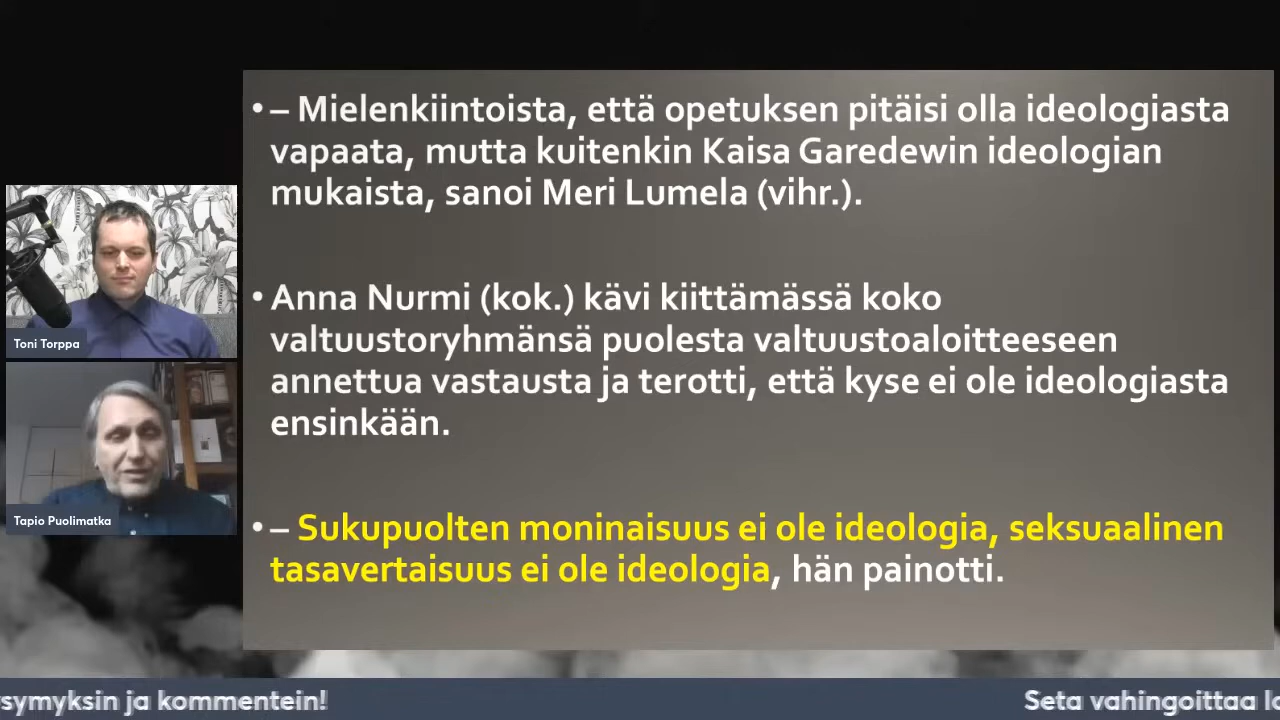 • – Mielenkiintoista, että opetuksen pitäisi olla ideologiasta
vapaata, mutta kuitenkin Kaisa Garedewin ideologian
mukaista, sanoi Meri Lumela (vihr.).
• Anna Nurmi (kok.) kävi kiittämässä koko
valtuustoryhmänsä puolesta valtuustoaloitteeseen
annettua vastausta ja terotti, että kyse ei ole ideologiasta
ensinkään.
• – Sukupuolten moninaisuus ei ole ideologia, seksuaalinen
tasavertaisuus ei ole ideologia, hän painotti.
Toni Torppa
Tapio Puolimatka
symyksin ja kommentein!
Seta vahingoittaa